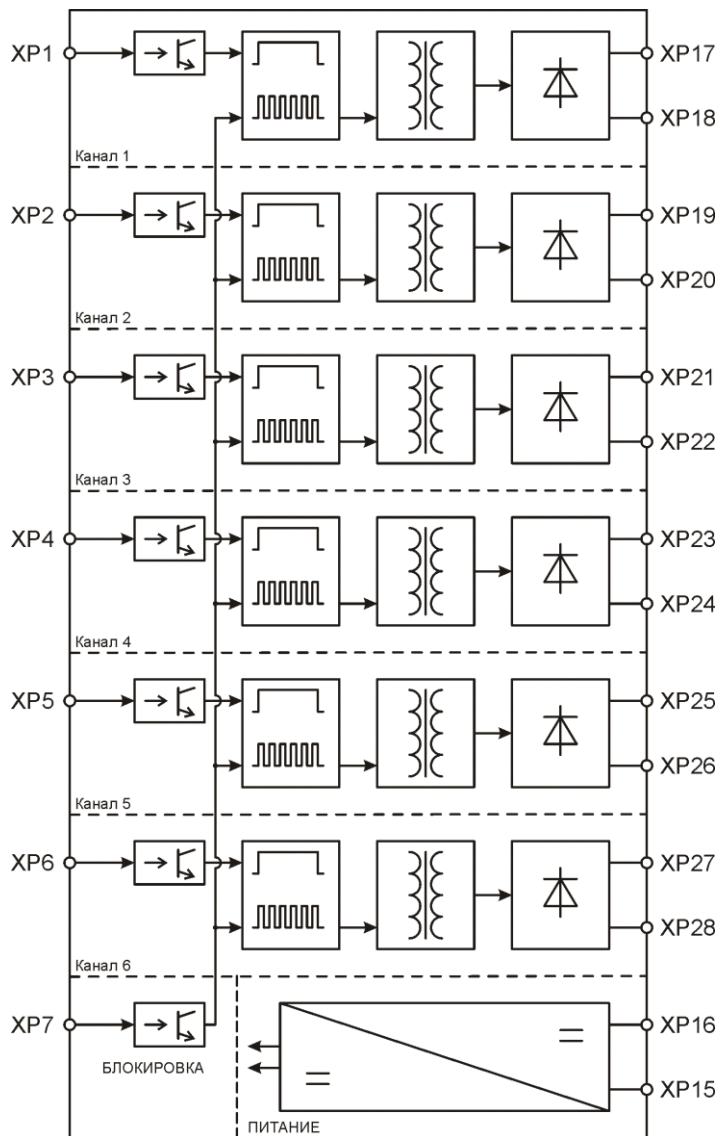 XP1
XP17
XP18
Канал 1
XP2
XP19
XP20
Канал 2
XP3
XP21
XP22
Канал 3
XP4
XP23
XP24
Канал 4
XP5
XP25
XP26
Канал 5
XP6
XP27
XP28
Канал 6
XP7
XP16
БЛОКИРОВКА
XP15
ПИТАНИЕ